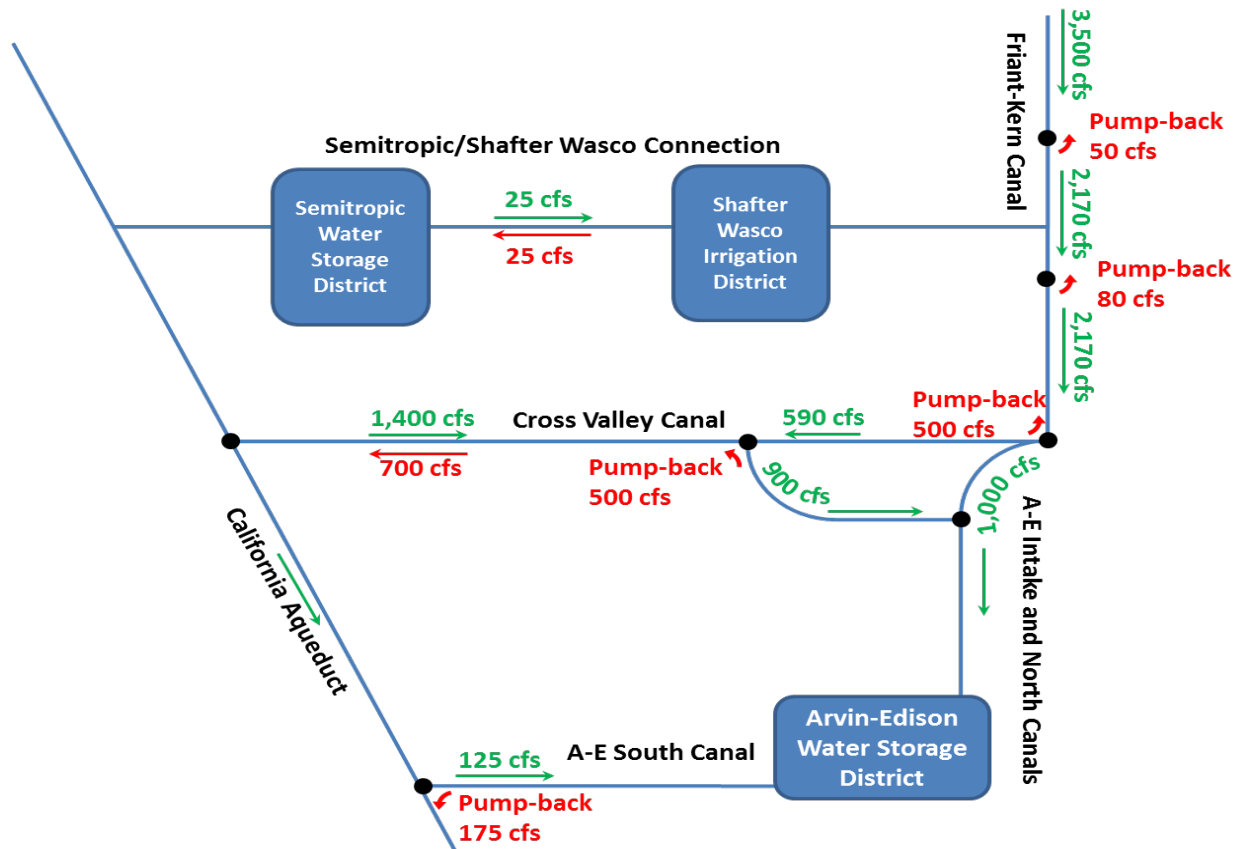 3,500 cfs
Friant-Kern Canal
Pump-back
50 cfs
Semitropic/Shafter Wasco Connection
Semitropic
Water
Storage
District
25 cfs
25 cfs
Shafter
Wasco
Irrigation
District
2,170 cfs
Pump-back
80 cfs
2,170 cfs
1,400 cfs
700 cfs
Cross Valley Canal
590 cfs
Pump-back
500 cfs
Pump-back
500 cfs
900 cfs
1,000 cfs
A-E Intake and North Canals
California Aqueduct
Arvin-Edison
Water Storage
District
125 cfs
A-E South Canal
Pump-back
175 cfs